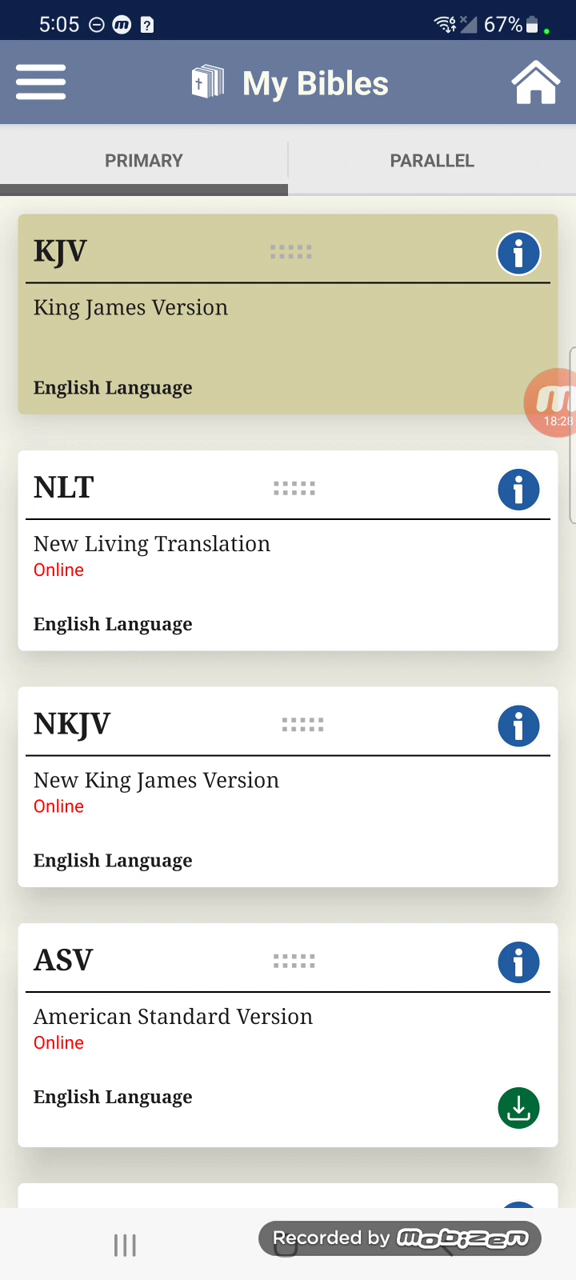 5:05
67%
My Bibles
PRIMARY
PARALLEL
KJV
King James Version
English Language
18:28
NLT
New Living Translation
Online
English Language
NKJV
New King James Version
Online
English Language
ASV
American Standard Version
Online
English Language
Recorded by mobizen